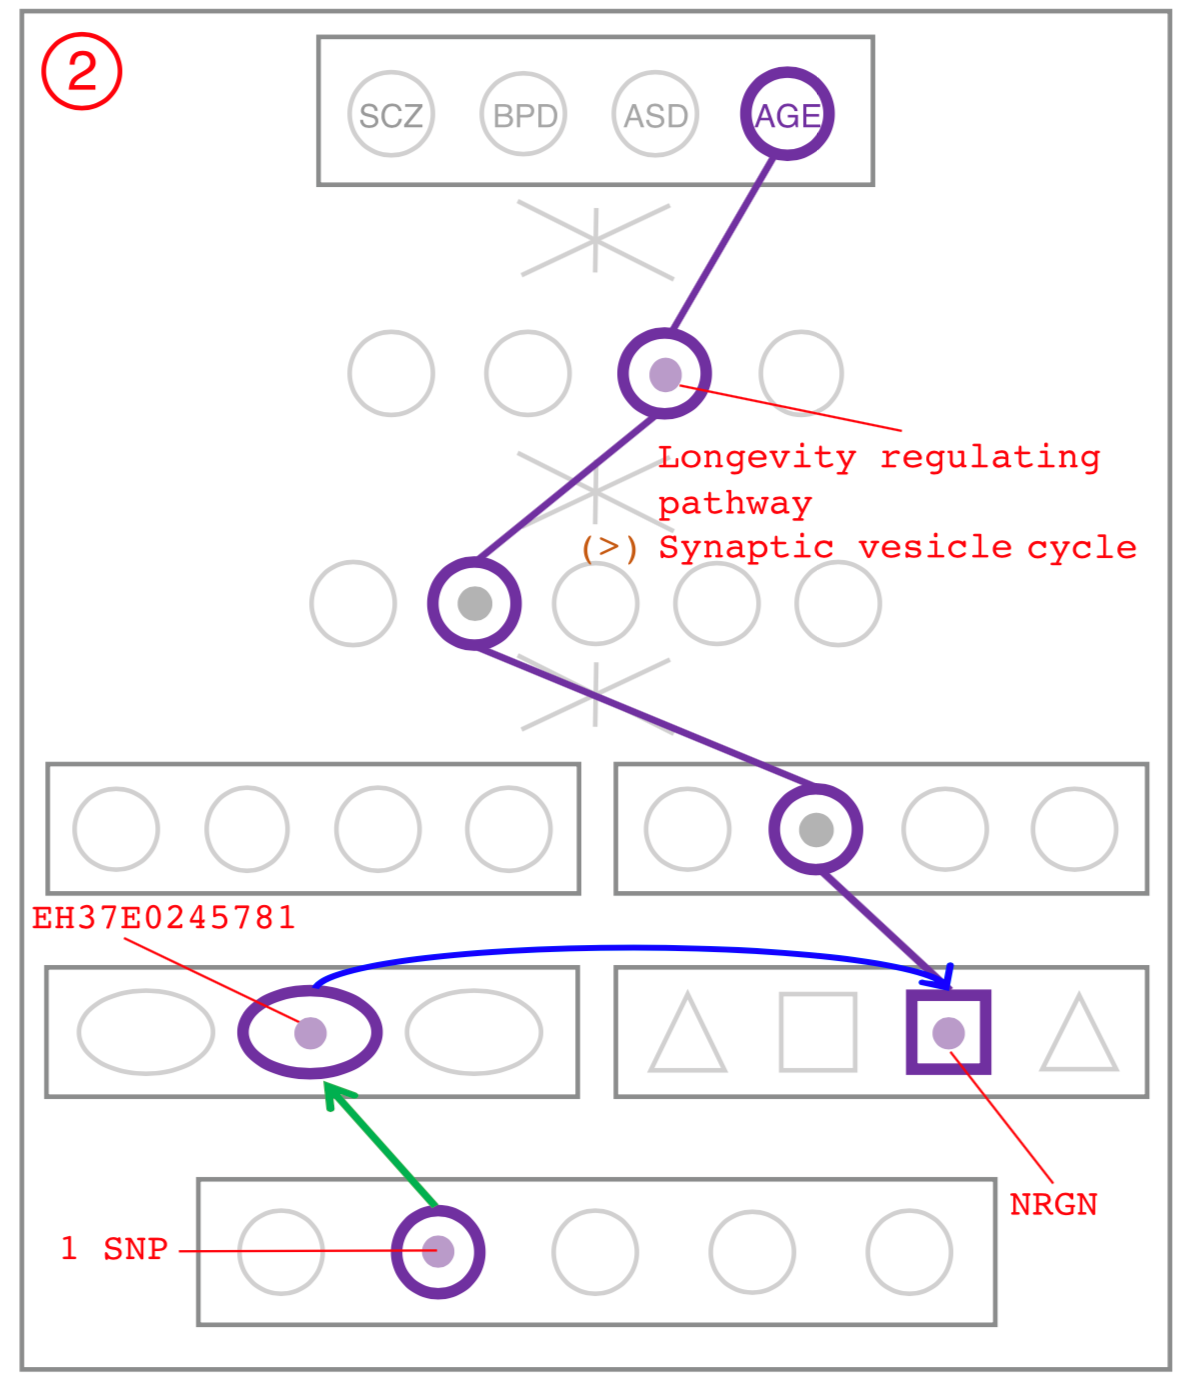 2
SCZ BPD ASD AGE
Longevity regulating
pathway
(>) Synaptic vesicle cycle
EH37E0245781
NRGN
1 SNP